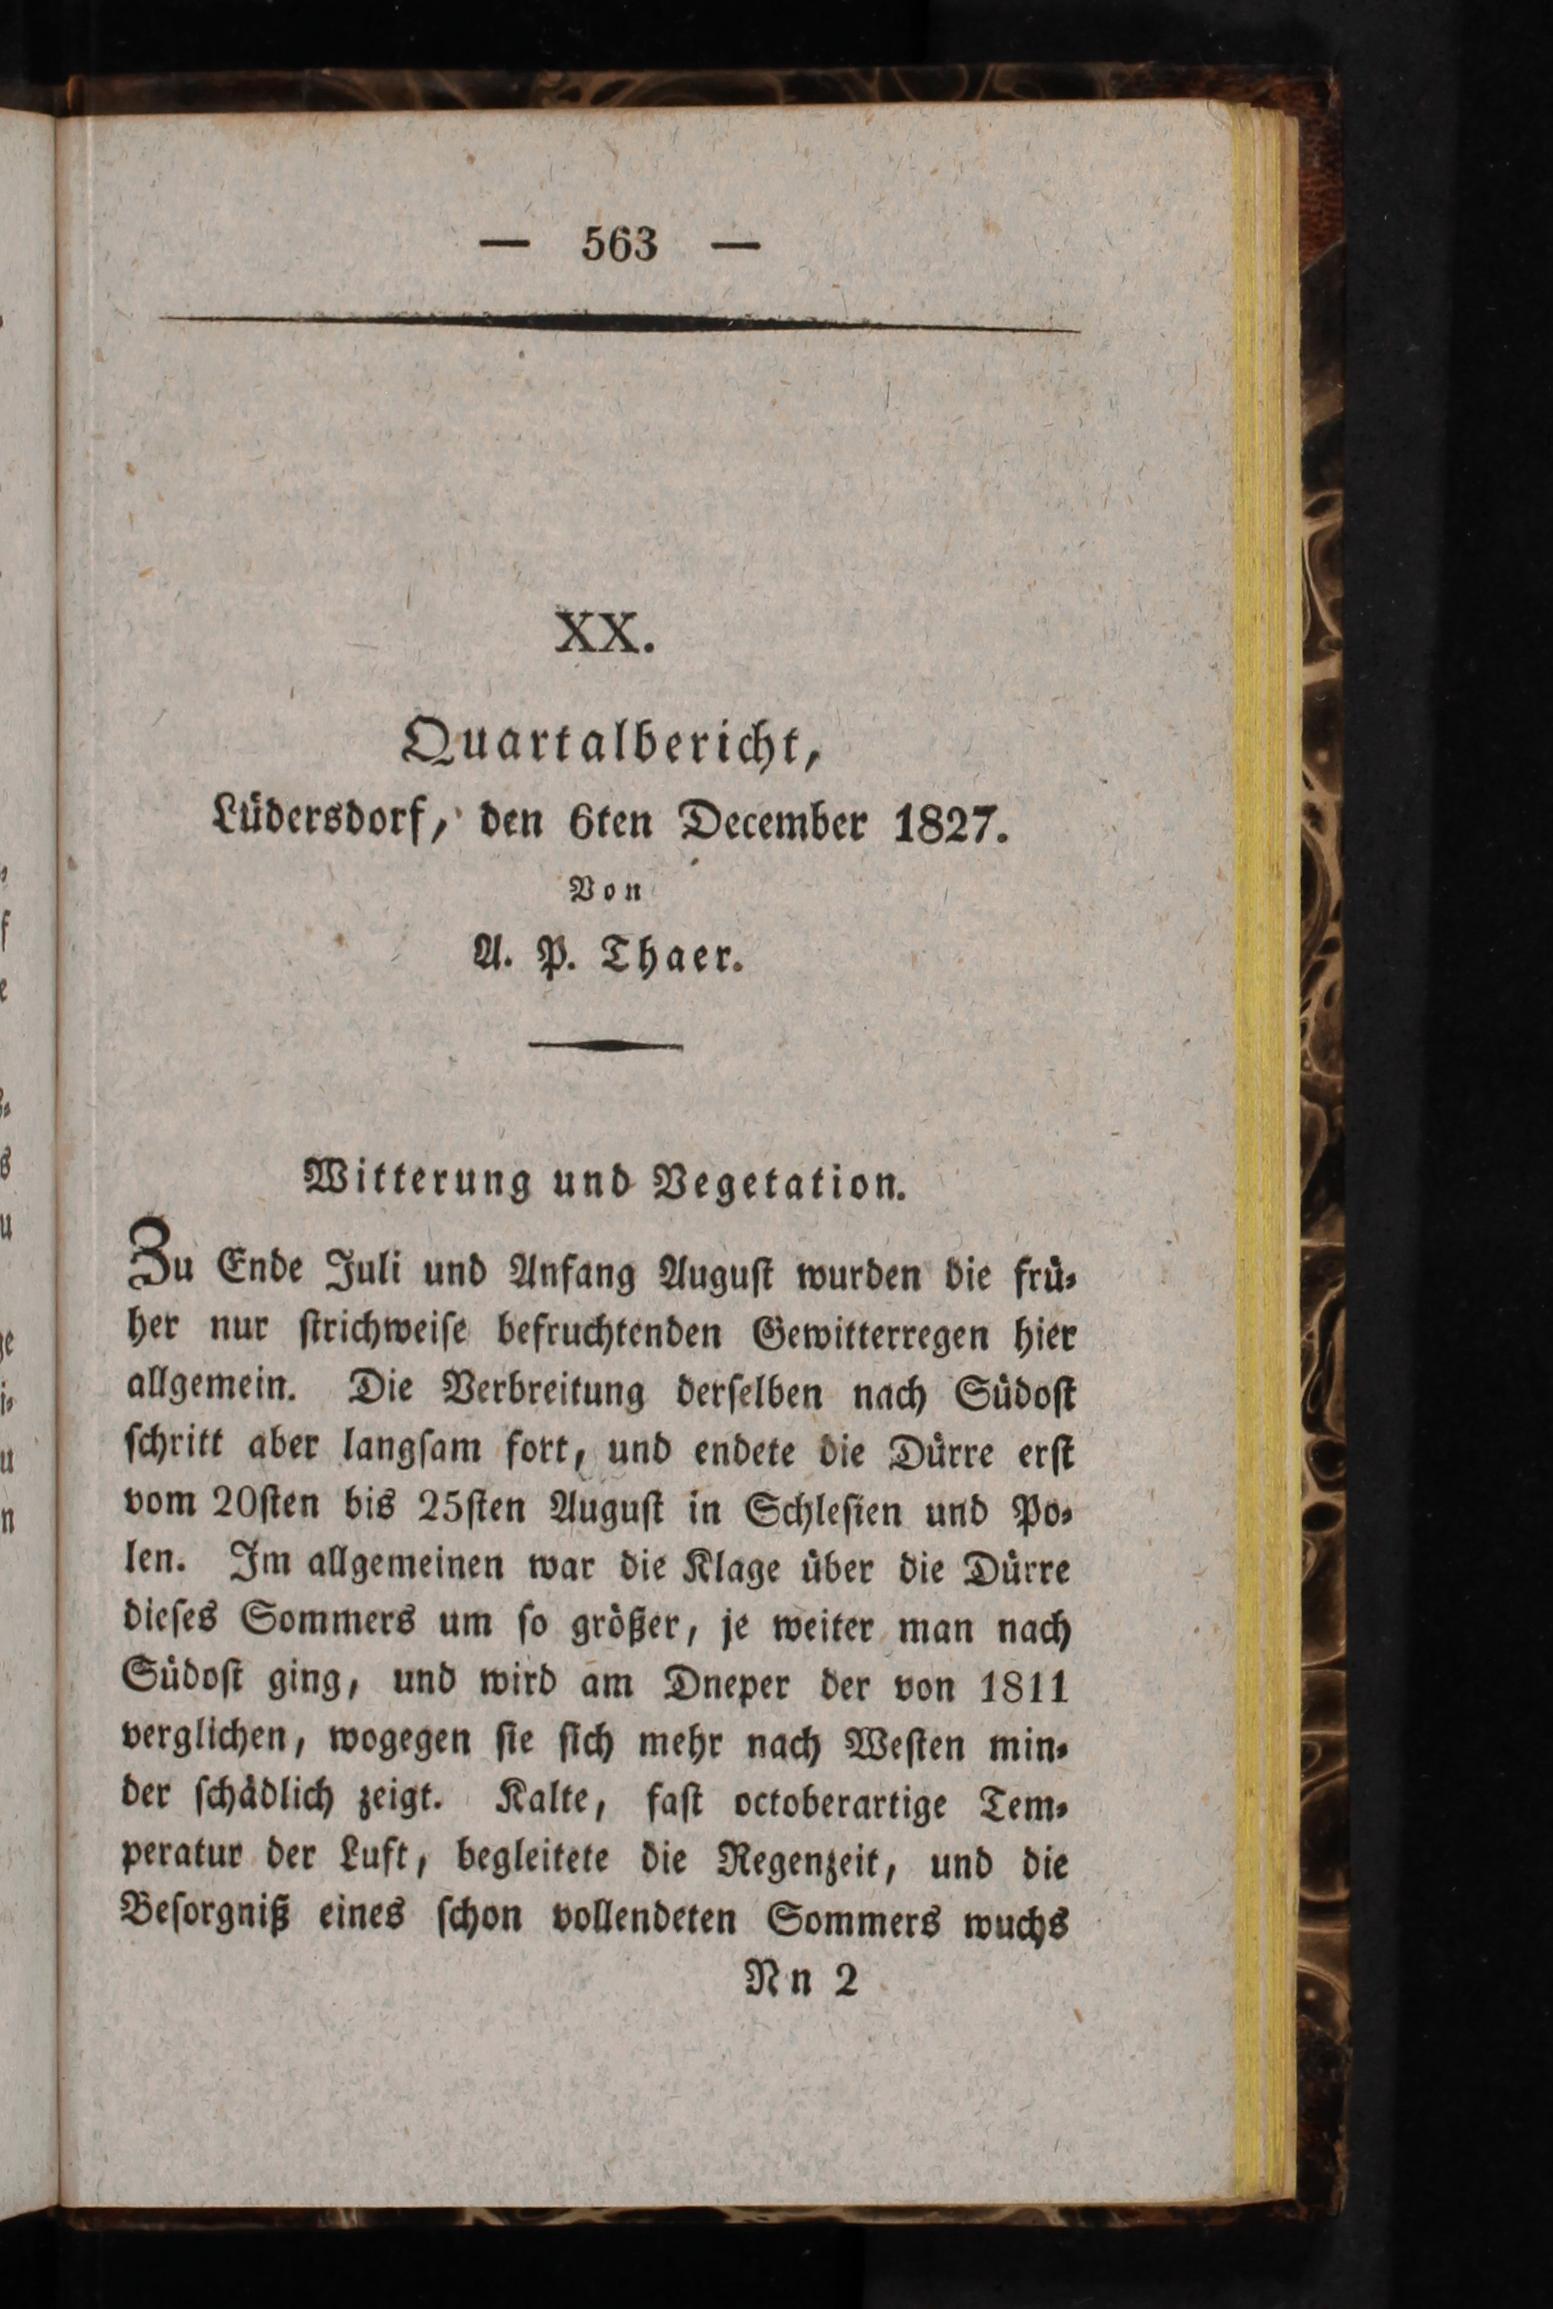 — 563 —
XX.
Quartalbericht,
Lüdersdorf, den 6ten December 1827.
Von
A. P. Thaer.
Witterung und Vegetation.
Zu Ende Juli und Anfang August wurden die frü-
her nur strichweise befruchtenden Gewitterregen hier
allgemein. Die Verbreitung derselben nach Südost
schritt aber langsam fort, und endete die Dürre erst
vom 20sten bis 25sten August in Schlesien und Po-
len. Im allgemeinen war die Klage über die Dürre
dieses Sommers um so größer, je weiter man nach
Südost ging, und wird am Dneper der von 1811
verglichen, wogegen sie sich mehr nach Westen min-
der schädlich zeigt. Kalte, fast octoberartige Tem-
peratur der Luft, begleitete die Regenzeit, und die
Besorgniß eines schon vollendeten Sommers wuchs
Nn 2